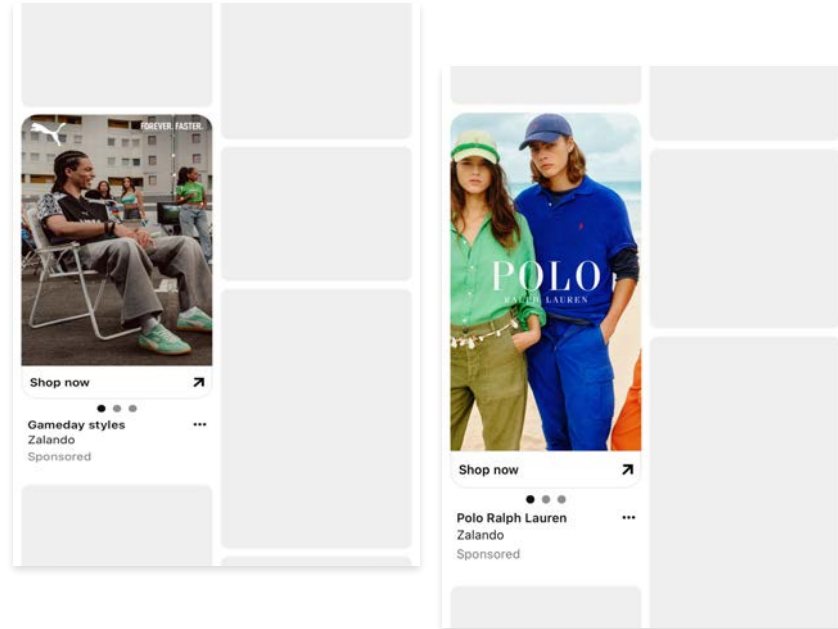 FOREVER. FASTER.
Shop now
Gameday styles
Zalando
Sponsored
POLO
RALPH LAUREN
Shop now
Polo Ralph Lauren
Zalando
Sponsored